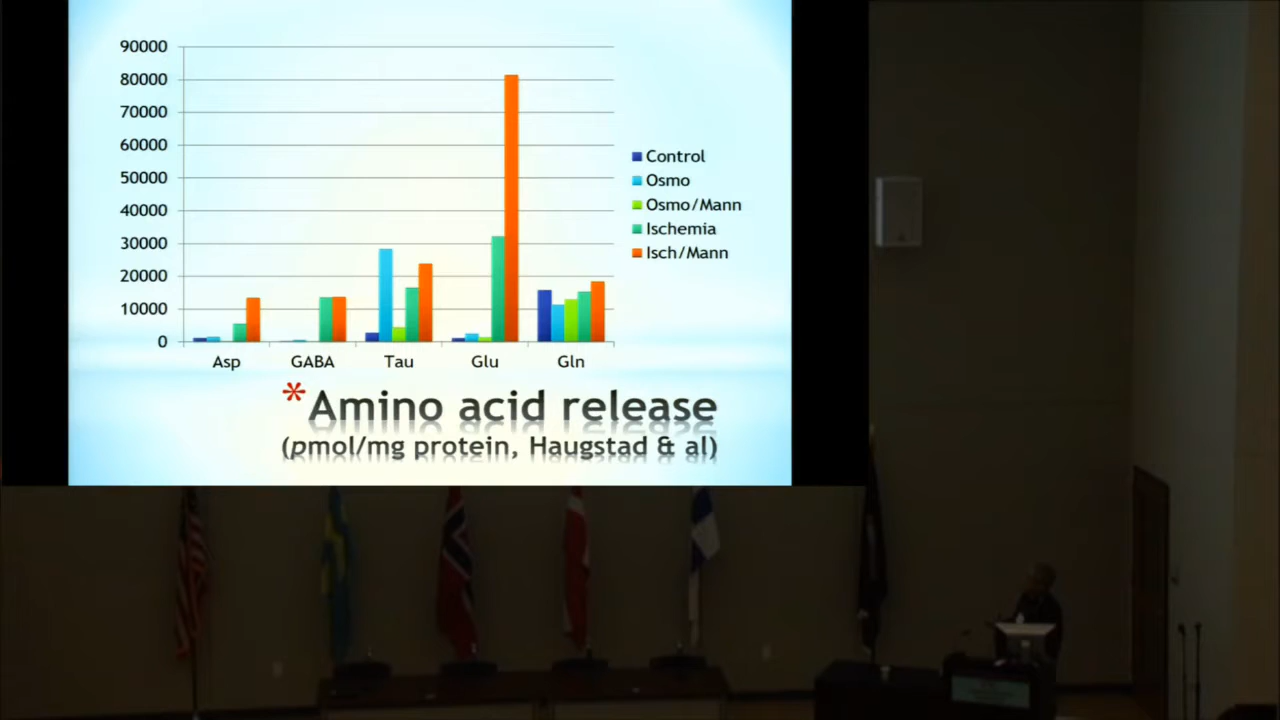 90000
80000
70000
60000
50000
40000
30000
20000
10000
0
Asp GABA Tau Glu Gln
Control
Osmo
Osmo/Mann
Ischemia
Isch/Mann
*Amino acid release
(pmol/mg protein, Haugstad & al)